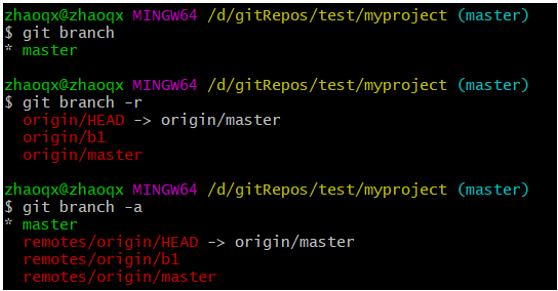 zhaoqx@zhaoqx MINGW64 /d/gitRepos/test/myproject (master)
$ git branch
* master
zhaoqx@zhaoqx MINGW64 /d/gitRepos/test/myproject (master)
$ git branch -r
  origin/HEAD -> origin/master
  origin/b1
  origin/master
zhaoqx@zhaoqx MINGW64 /d/gitRepos/test/myproject (master)
$ git branch -a
* master
  remotes/origin/HEAD -> origin/master
  remotes/origin/b1
  remotes/origin/master